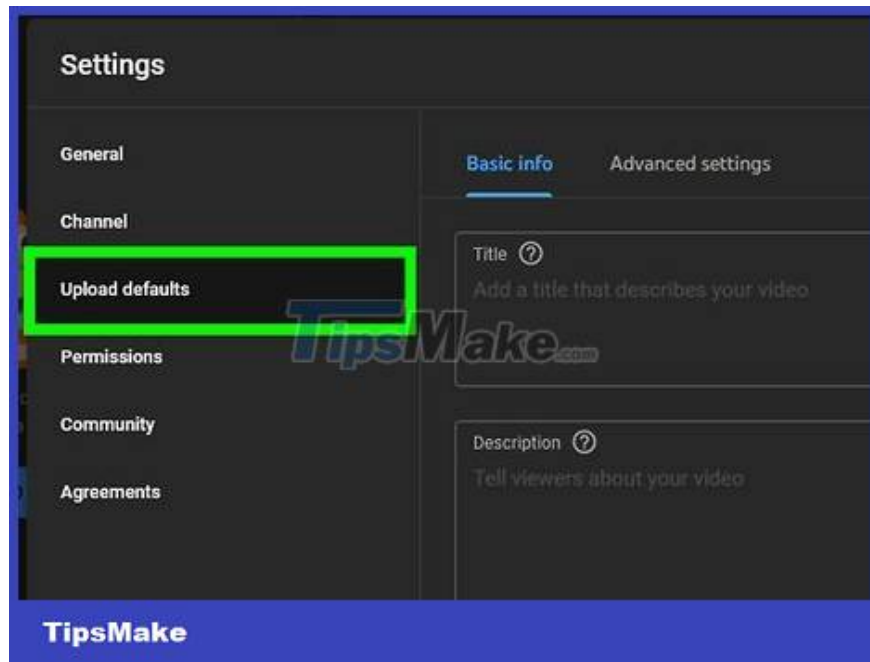 Settings
General
Basic info
Advanced settings
Channel
Title ?
Upload defaults
Add a title that describes your video
TipsMake.com
Permissions
Community
Description ?
Tell viewers about your video
Agreements
TipsMake